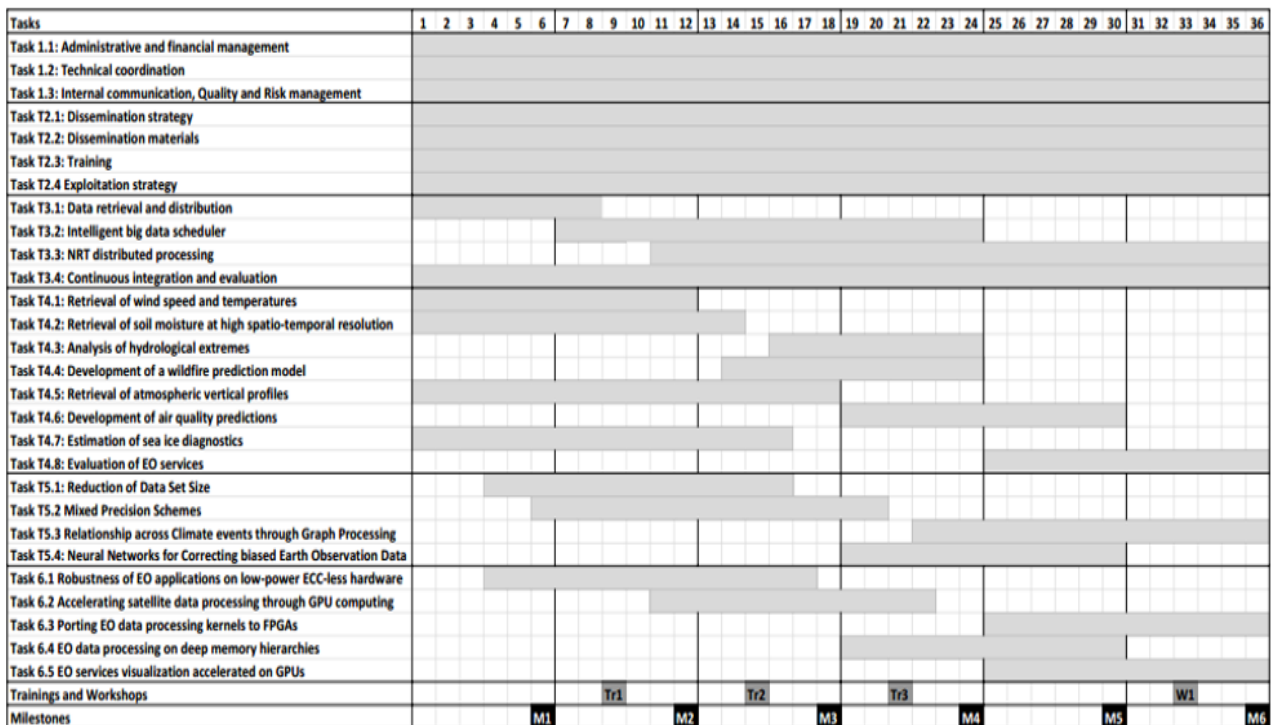 Tasks 1 2 3 4 5 6 7 8 9 10 11 12 13 14 15 16 17 18 19 20 21 22 23 24 25 26 27 28 29 30 31 32 33 34 35 36
Task 1.1: Administrative and financial management
Task 1.2: Technical coordination
Task 1.3: Internal communication, Quality and Risk management
Task T2.1: Dissemination strategy
Task T2.2: Dissemination materials
Task T2.3: Training
Task T2.4 Exploitation strategy
Task T3.1: Data retrieval and distribution
Task T3.2: Intelligent big data scheduler
Task T3.3: NRT distributed processing
Task T3.4: Continuous integration and evaluation
Task T4.1: Retrieval of wind speed and temperatures
Task T4.2: Retrieval of soil moisture at high spatio-temporal resolution
Task T4.3: Analysis of hydrological extremes
Task T4.4: Development of a wildfire prediction model
Task T4.5: Retrieval of atmospheric vertical profiles
Task T4.6: Development of air quality predictions
Task T4.7: Estimation of sea ice diagnostics
Task T4.8: Evaluation of EO services
Task T5.1: Reduction of Data Set Size
Task T5.2 Mixed Precision Schemes
Task T5.3 Relationship across Climate events through Graph Processing
Task T5.4: Neural Networks for Correcting biased Earth Observation Data
Task 6.1 Robustness of EO applications on low-power ECC-less hardware
Task 6.2 Accelerating satellite data processing through GPU computing
Task 6.3 Porting EO data processing kernels to FPGAs
Task 6.4 EO data processing on deep memory hierarchies
Task 6.5 EO services visualization accelerated on GPUs
Trainings and Workshops Tr1 Tr2 Tr3 W1
Milestones M1 M2 M3 M4 M5 M6